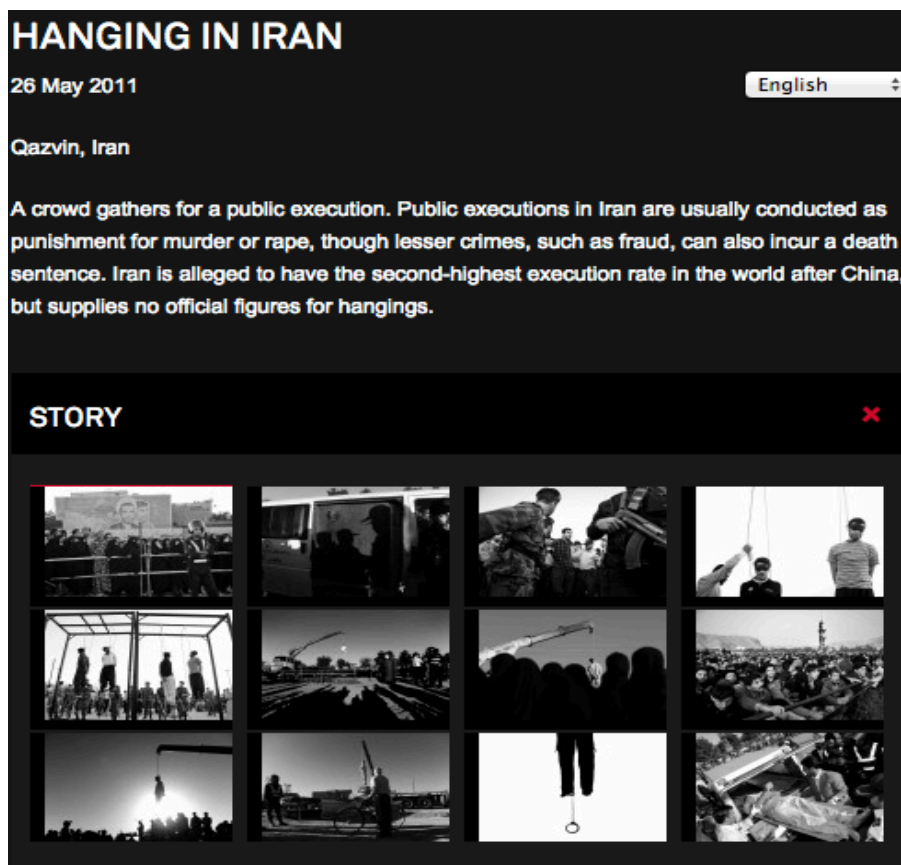 HANGING IN IRAN
26 May 2011
English
Qazvin, Iran
A crowd gathers for a public execution. Public executions in Iran are usually conducted as
punishment for murder or rape, though lesser crimes, such as fraud, can also incur a death
sentence. Iran is alleged to have the second-highest execution rate in the world after China,
but supplies no official figures for hangings.
STORY